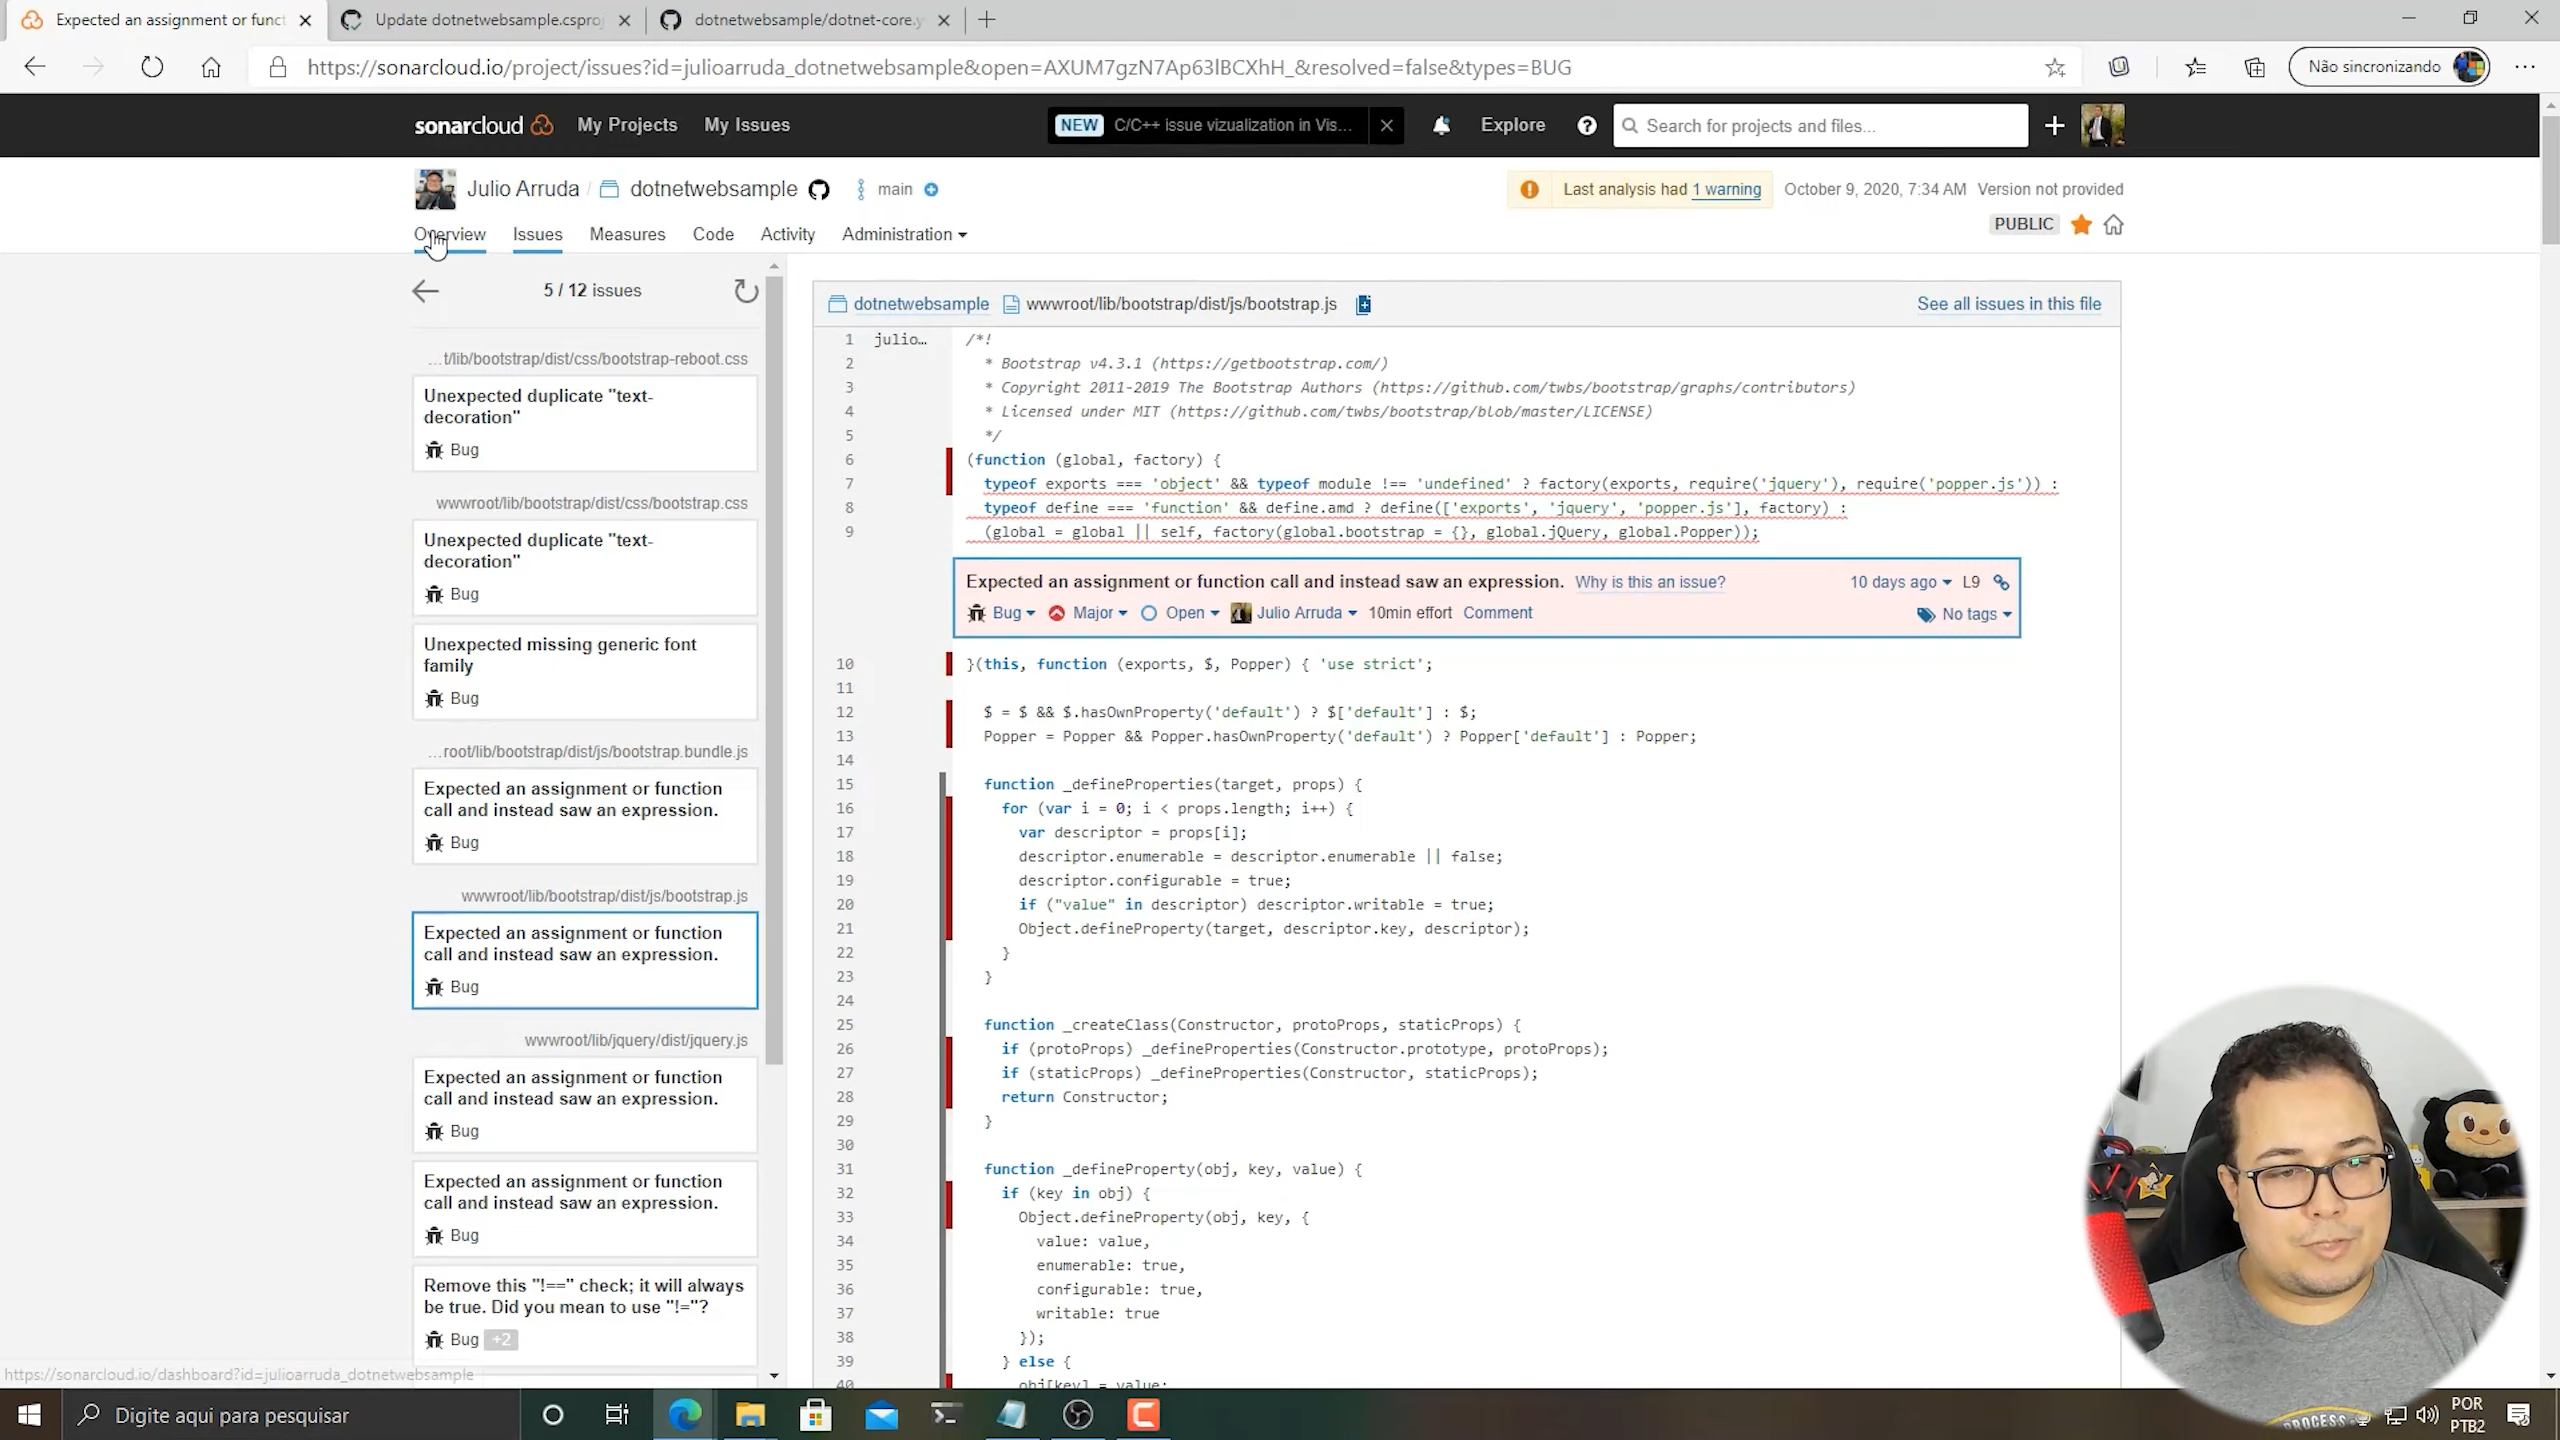 Expected an assignment or funct
Update dotnetwebsample.csproj
dotnetwebsample/dotnet-core.y
https://sonarcloud.io/project/issues?id=julioarruda_dotnetwebsample&open=AXUM7gzN7Ap63lBCXhH_&resolved=false&types=BUG
Não sincronizando
sonarcloud My Projects My Issues
NEW C/C++ issue vizualization in Vis...
Explore
Search for projects and files...
Julio Arruda / dotnetwebsample main
Last analysis had 1 warning October 9, 2020, 7:34 AM Version not provided
PUBLIC
Overview Issues Measures Code Activity Administration
5 / 12 issues
...t/lib/bootstrap/dist/css/bootstrap-reboot.css
Unexpected duplicate "text-
decoration"
Bug
wwwroot/lib/bootstrap/dist/css/bootstrap.css
Unexpected duplicate "text-
decoration"
Bug
Unexpected missing generic font
family
Bug
...root/lib/bootstrap/dist/js/bootstrap.bundle.js
Expected an assignment or function
call and instead saw an expression.
Bug
wwwroot/lib/bootstrap/dist/js/bootstrap.js
Expected an assignment or function
call and instead saw an expression.
Bug
wwwroot/lib/jquery/dist/jquery.js
Expected an assignment or function
call and instead saw an expression.
Bug
Expected an assignment or function
call and instead saw an expression.
Bug
Remove this "!==" check; it will always
be true. Did you mean to use "!="?
Bug +2
dotnetwebsample wwwroot/lib/bootstrap/dist/js/bootstrap.js See all issues in this file
1 julio... /*!
2 * Bootstrap v4.3.1 (https://getbootstrap.com/)
3 * Copyright 2011-2019 The Bootstrap Authors (https://github.com/twbs/bootstrap/graphs/contributors)
4 * Licensed under MIT (https://github.com/twbs/bootstrap/blob/master/LICENSE)
5 */
6 (function (global, factory) {
7 typeof exports === 'object' && typeof module !== 'undefined' ? factory(exports, require('jquery'), require('popper.js')) :
8 typeof define === 'function' && define.amd ? define(['exports', 'jquery', 'popper.js'], factory) :
9 (global = global || self, factory(global.bootstrap = {}, global.jQuery, global.Popper));
Expected an assignment or function call and instead saw an expression. Why is this an issue? 10 days ago L9
Bug Major Open Julio Arruda 10min effort Comment No tags
10 }(this, function (exports, $, Popper) { 'use strict';
11
12 $ = $ && $.hasOwnProperty('default') ? $['default'] : $;
13 Popper = Popper && Popper.hasOwnProperty('default') ? Popper['default'] : Popper;
14
15 function _defineProperties(target, props) {
16 for (var i = 0; i < props.length; i++) {
17 var descriptor = props[i];
18 descriptor.enumerable = descriptor.enumerable || false;
19 descriptor.configurable = true;
20 if ("value" in descriptor) descriptor.writable = true;
21 Object.defineProperty(target, descriptor.key, descriptor);
22 }
23 }
24
25 function _createClass(Constructor, protoProps, staticProps) {
26 if (protoProps) _defineProperties(Constructor.prototype, protoProps);
27 if (staticProps) _defineProperties(Constructor, staticProps);
28 return Constructor;
29 }
30
31 function _defineProperty(obj, key, value) {
32 if (key in obj) {
33 Object.defineProperty(obj, key, {
34 value: value,
35 enumerable: true,
36 configurable: true,
37 writable: true
38 });
39 } else {
40 obj[key] = value;
https://sonarcloud.io/dashboard?id=julioarruda_dotnetwebsample
Digite aqui para pesquisar
PROCESS
POR
PTB2